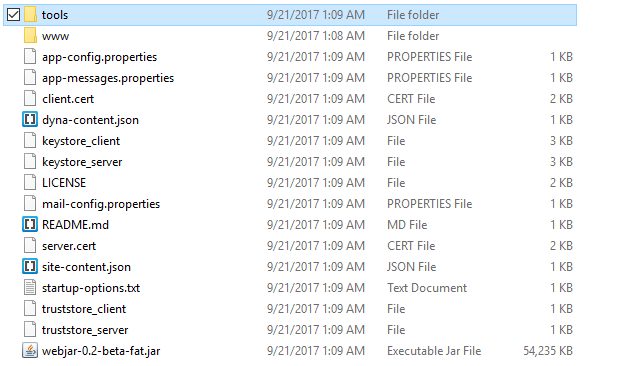 tools 9/21/2017 1:09 AM File folder
www 9/21/2017 1:08 AM File folder
app-config.properties 9/21/2017 1:09 AM PROPERTIES File 1 KB
app-messages.properties 9/21/2017 1:09 AM PROPERTIES File 1 KB
client.cert 9/21/2017 1:09 AM CERT File 2 KB
dyna-content.json 9/21/2017 1:09 AM JSON File 1 KB
keystore_client 9/21/2017 1:09 AM File 3 KB
keystore_server 9/21/2017 1:09 AM File 3 KB
LICENSE 9/21/2017 1:09 AM File 2 KB
mail-config.properties 9/21/2017 1:09 AM PROPERTIES File 1 KB
README.md 9/21/2017 1:09 AM MD File 1 KB
server.cert 9/21/2017 1:09 AM CERT File 2 KB
site-content.json 9/21/2017 1:09 AM JSON File 1 KB
startup-options.txt 9/21/2017 1:09 AM Text Document 1 KB
truststore_client 9/21/2017 1:09 AM File 1 KB
truststore_server 9/21/2017 1:09 AM File 1 KB
webjar-0.2-beta-fat.jar 9/21/2017 1:09 AM Executable Jar File 54,235 KB